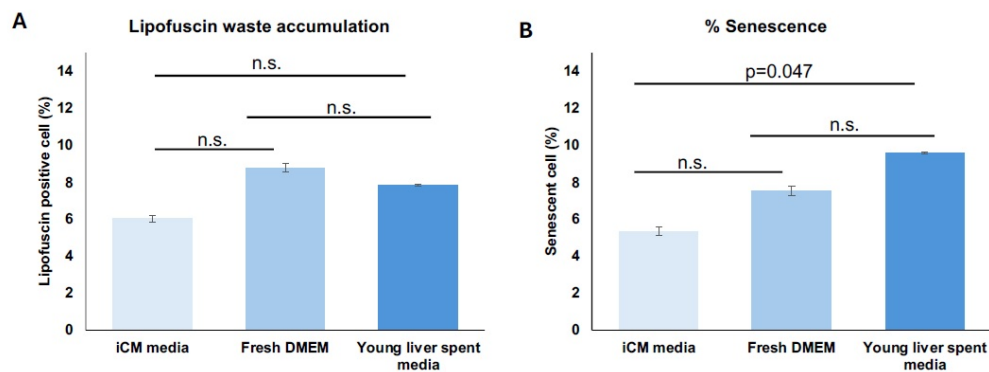 A
Lipofuscin waste accumulation
Lipofuscin positive cell (%)
14
12
10
8
6
4
2
0
n.s.
n.s.
n.s.
iCM media
Fresh DMEM
Young liver spent
media
B
% Senescence
Senescent cell (%)
14
12
10
8
6
4
2
0
p=0.047
n.s.
n.s.
iCM media
Fresh DMEM
Young liver spent
media